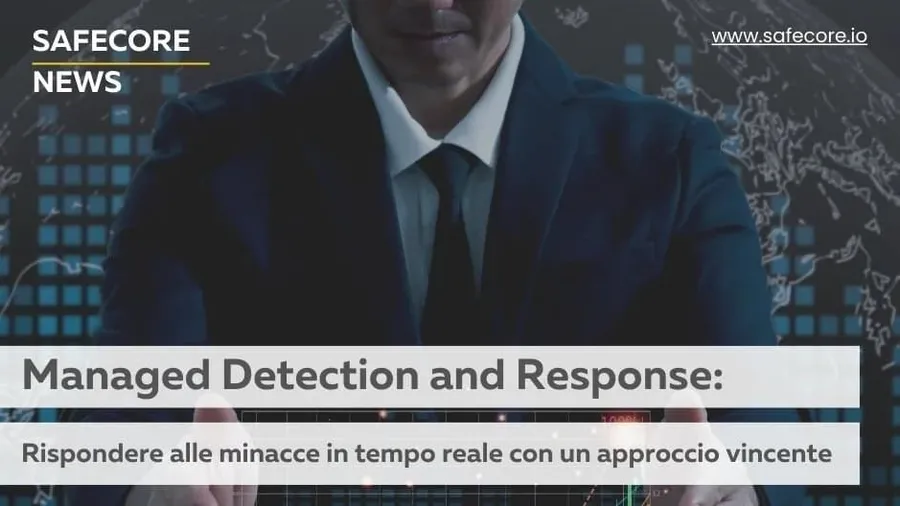 SAFECORE
NEWS
www.safecore.io
Managed Detection and Response:
Rispondere alle minacce in tempo reale con un approccio vincente